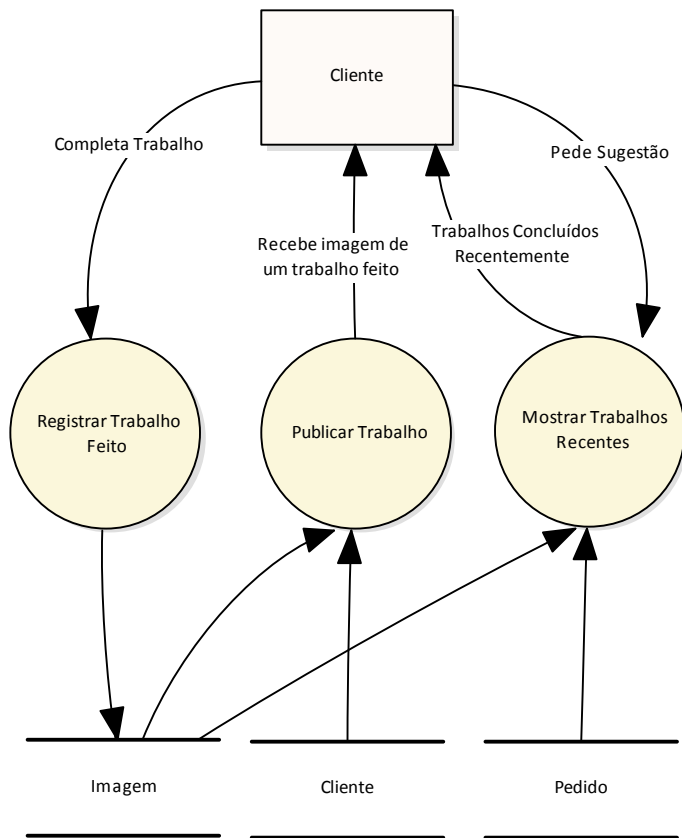 Cliente
Completa Trabalho
Pede Sugestão
Trabalhos Concluídos
Recentemente
Recebe imagem de
um trabalho feito
Registrar Trabalho
Feito
Publicar Trabalho
Mostrar Trabalhos
Recentes
Imagem
Cliente
Pedido